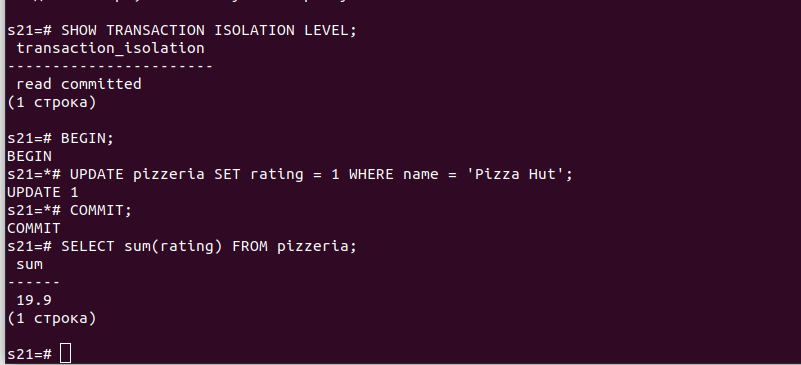 s21=# SHOW TRANSACTION ISOLATION LEVEL;
transaction_isolation
-----------------------
read committed
(1 строка)
s21=# BEGIN;
BEGIN
s21=*# UPDATE pizzeria SET rating = 1 WHERE name = 'Pizza Hut';
UPDATE 1
s21=*# COMMIT;
COMMIT
s21=# SELECT sum(rating) FROM pizzeria;
sum
------
19.9
(1 строка)
s21=#